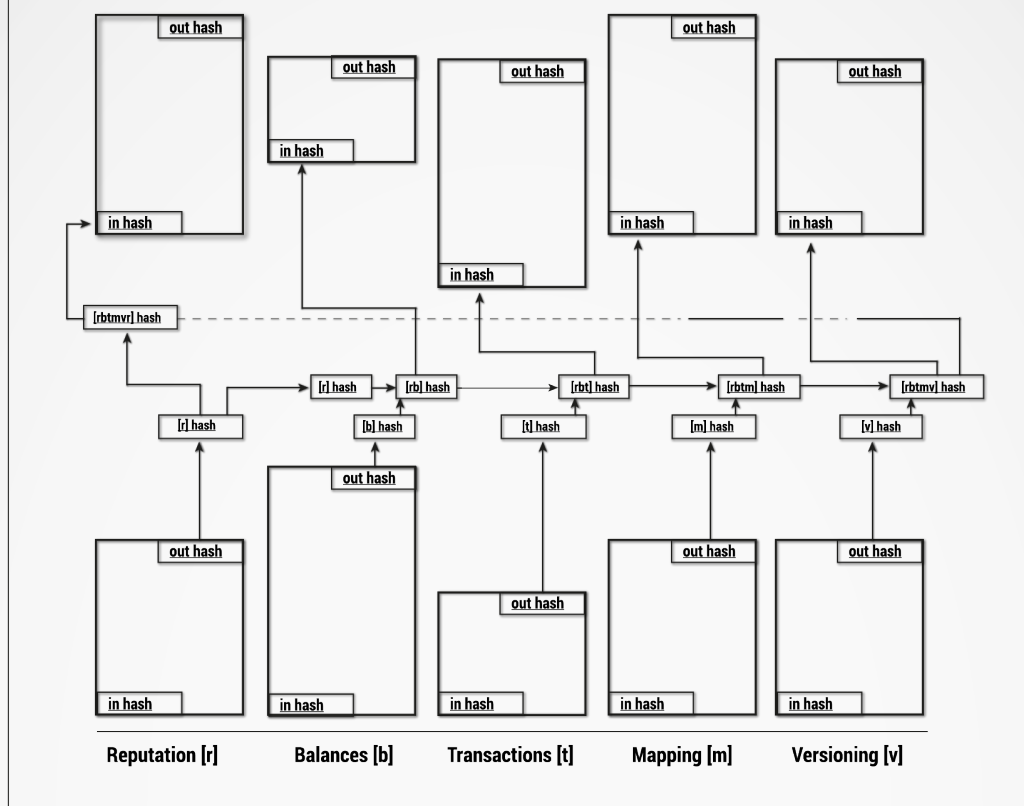 out hash
out hash
out hash
out hash
out hash
in hash
in hash
in hash
in hash
in hash
[rbtmvr] hash
[r] hash
[rb] hash
[rbt] hash
[rbtm] hash
[rbtmv] hash
[r] hash
[b] hash
[t] hash
[m] hash
[v] hash
out hash
out hash
out hash
out hash
out hash
in hash
in hash
in hash
in hash
in hash
Reputation [r]
Balances [b]
Transactions [t]
Mapping [m]
Versioning [v]